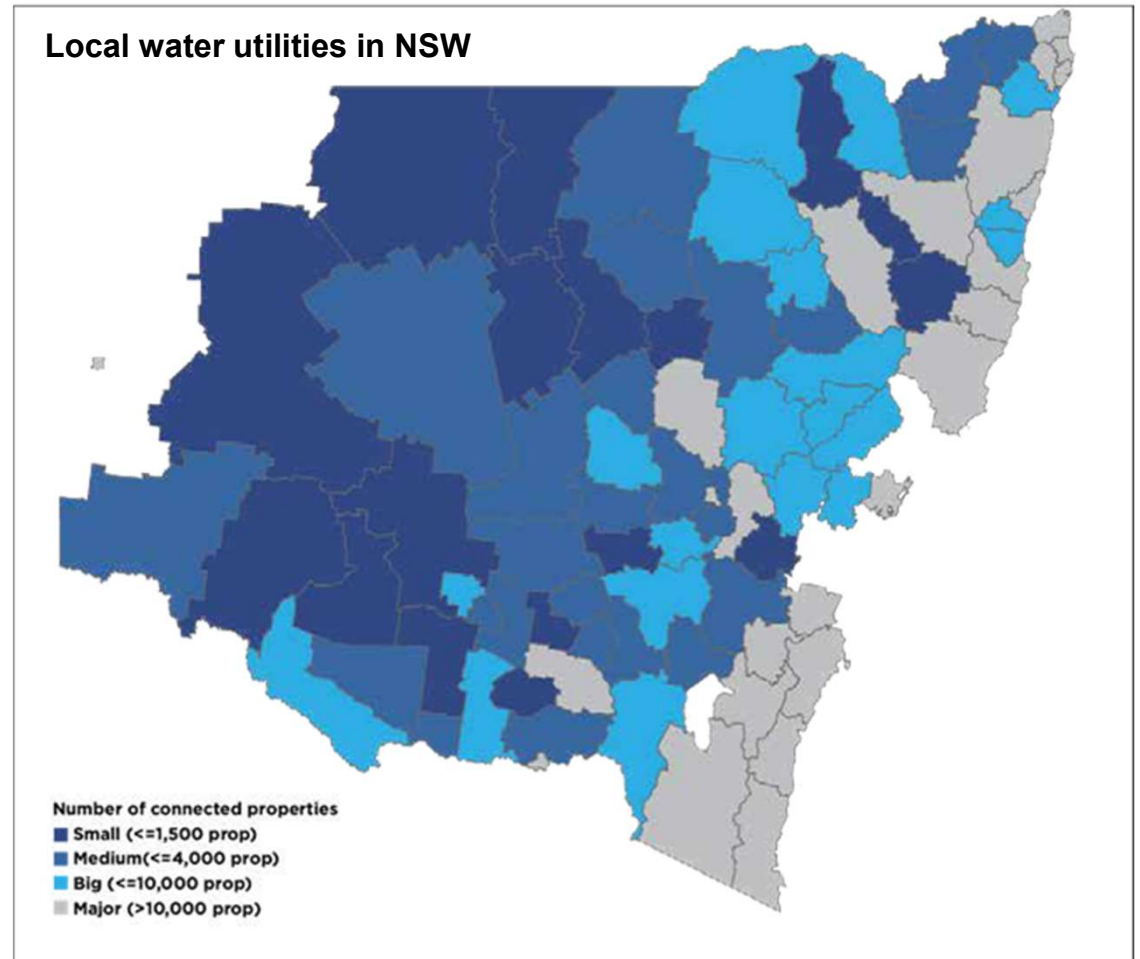 Local water utilities in NSW
Number of connected properties
Small (<=1,500 prop)
Medium(<=4,000 prop)
Big (<=10,000 prop)
Major (>10,000 prop)